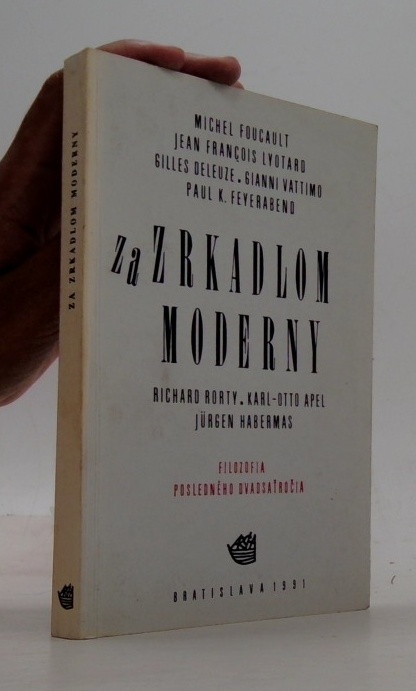 MICHEL FOUCAULT
JEAN FRANÇOIS LYOTARD
GILLES DELEUZE. GIANNI VATTIMO
PAUL K. FEYERABEND
za ZRKADLOM
MODERNY
RICHARD RORTY. KARL-OTTO APEL
JÜRGEN HABERMAS
FILOZOFIA
POSLEDNÉHO DVADSAŤROČIA
BRATISLAVA 1991
ZA ZRKADLOM MODERNY